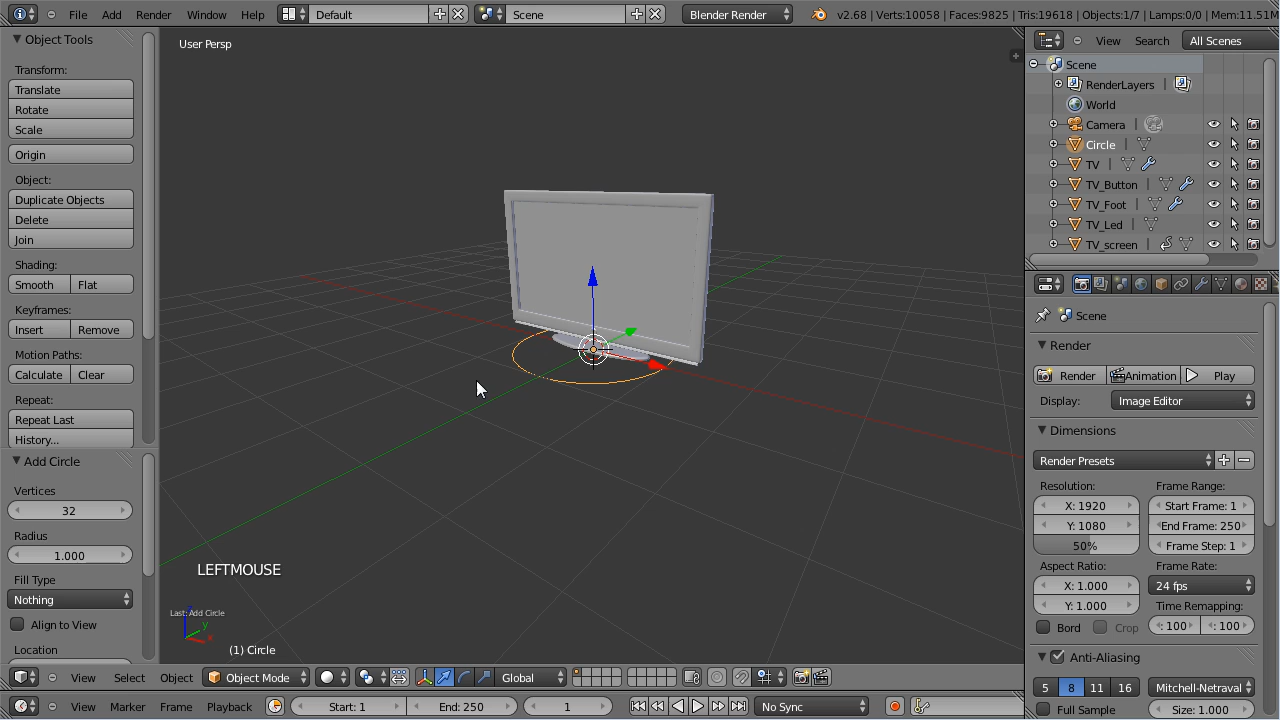 File Add Render Window Help Default Scene Blender Render v2.68 | Verts:10058 | Faces:9825 | Tris:19618 | Objects:1/7 | Lamps:0/0 | Mem:11.51M
Object Tools
Transform:
Translate
Rotate
Scale
Origin
Object:
Duplicate Objects
Delete
Join
Shading:
Smooth Flat
Keyframes:
Insert Remove
Motion Paths:
Calculate Clear
Repeat:
Repeat Last
History...
Add Circle
Vertices
32
Radius
1.000
Fill Type
Nothing
Align to View
Location
User Persp
LEFTMOUSE
Last: Add Circle
z
y
x
(1) Circle
View Select Object Object Mode Global
View Marker Frame Playback Start: 1 End: 250 1 No Sync
View Search All Scenes
Scene
RenderLayers |
World
Camera |
Circle |
TV |
TV_Button |
TV_Foot |
TV_Led |
TV_screen |
Scene
Render
Render Animation Play
Display: Image Editor
Dimensions
Render Presets
Resolution: Frame Range:
X: 1920 Start Frame: 1
Y: 1080 End Frame: 250
50% Frame Step: 1
Aspect Ratio: Frame Rate:
X: 1.000 24 fps
Y: 1.000 Time Remapping:
Bord Crop : 100 : 100
Anti-Aliasing
5 8 11 16 Mitchell-Netraval
Full Sample Size: 1.000